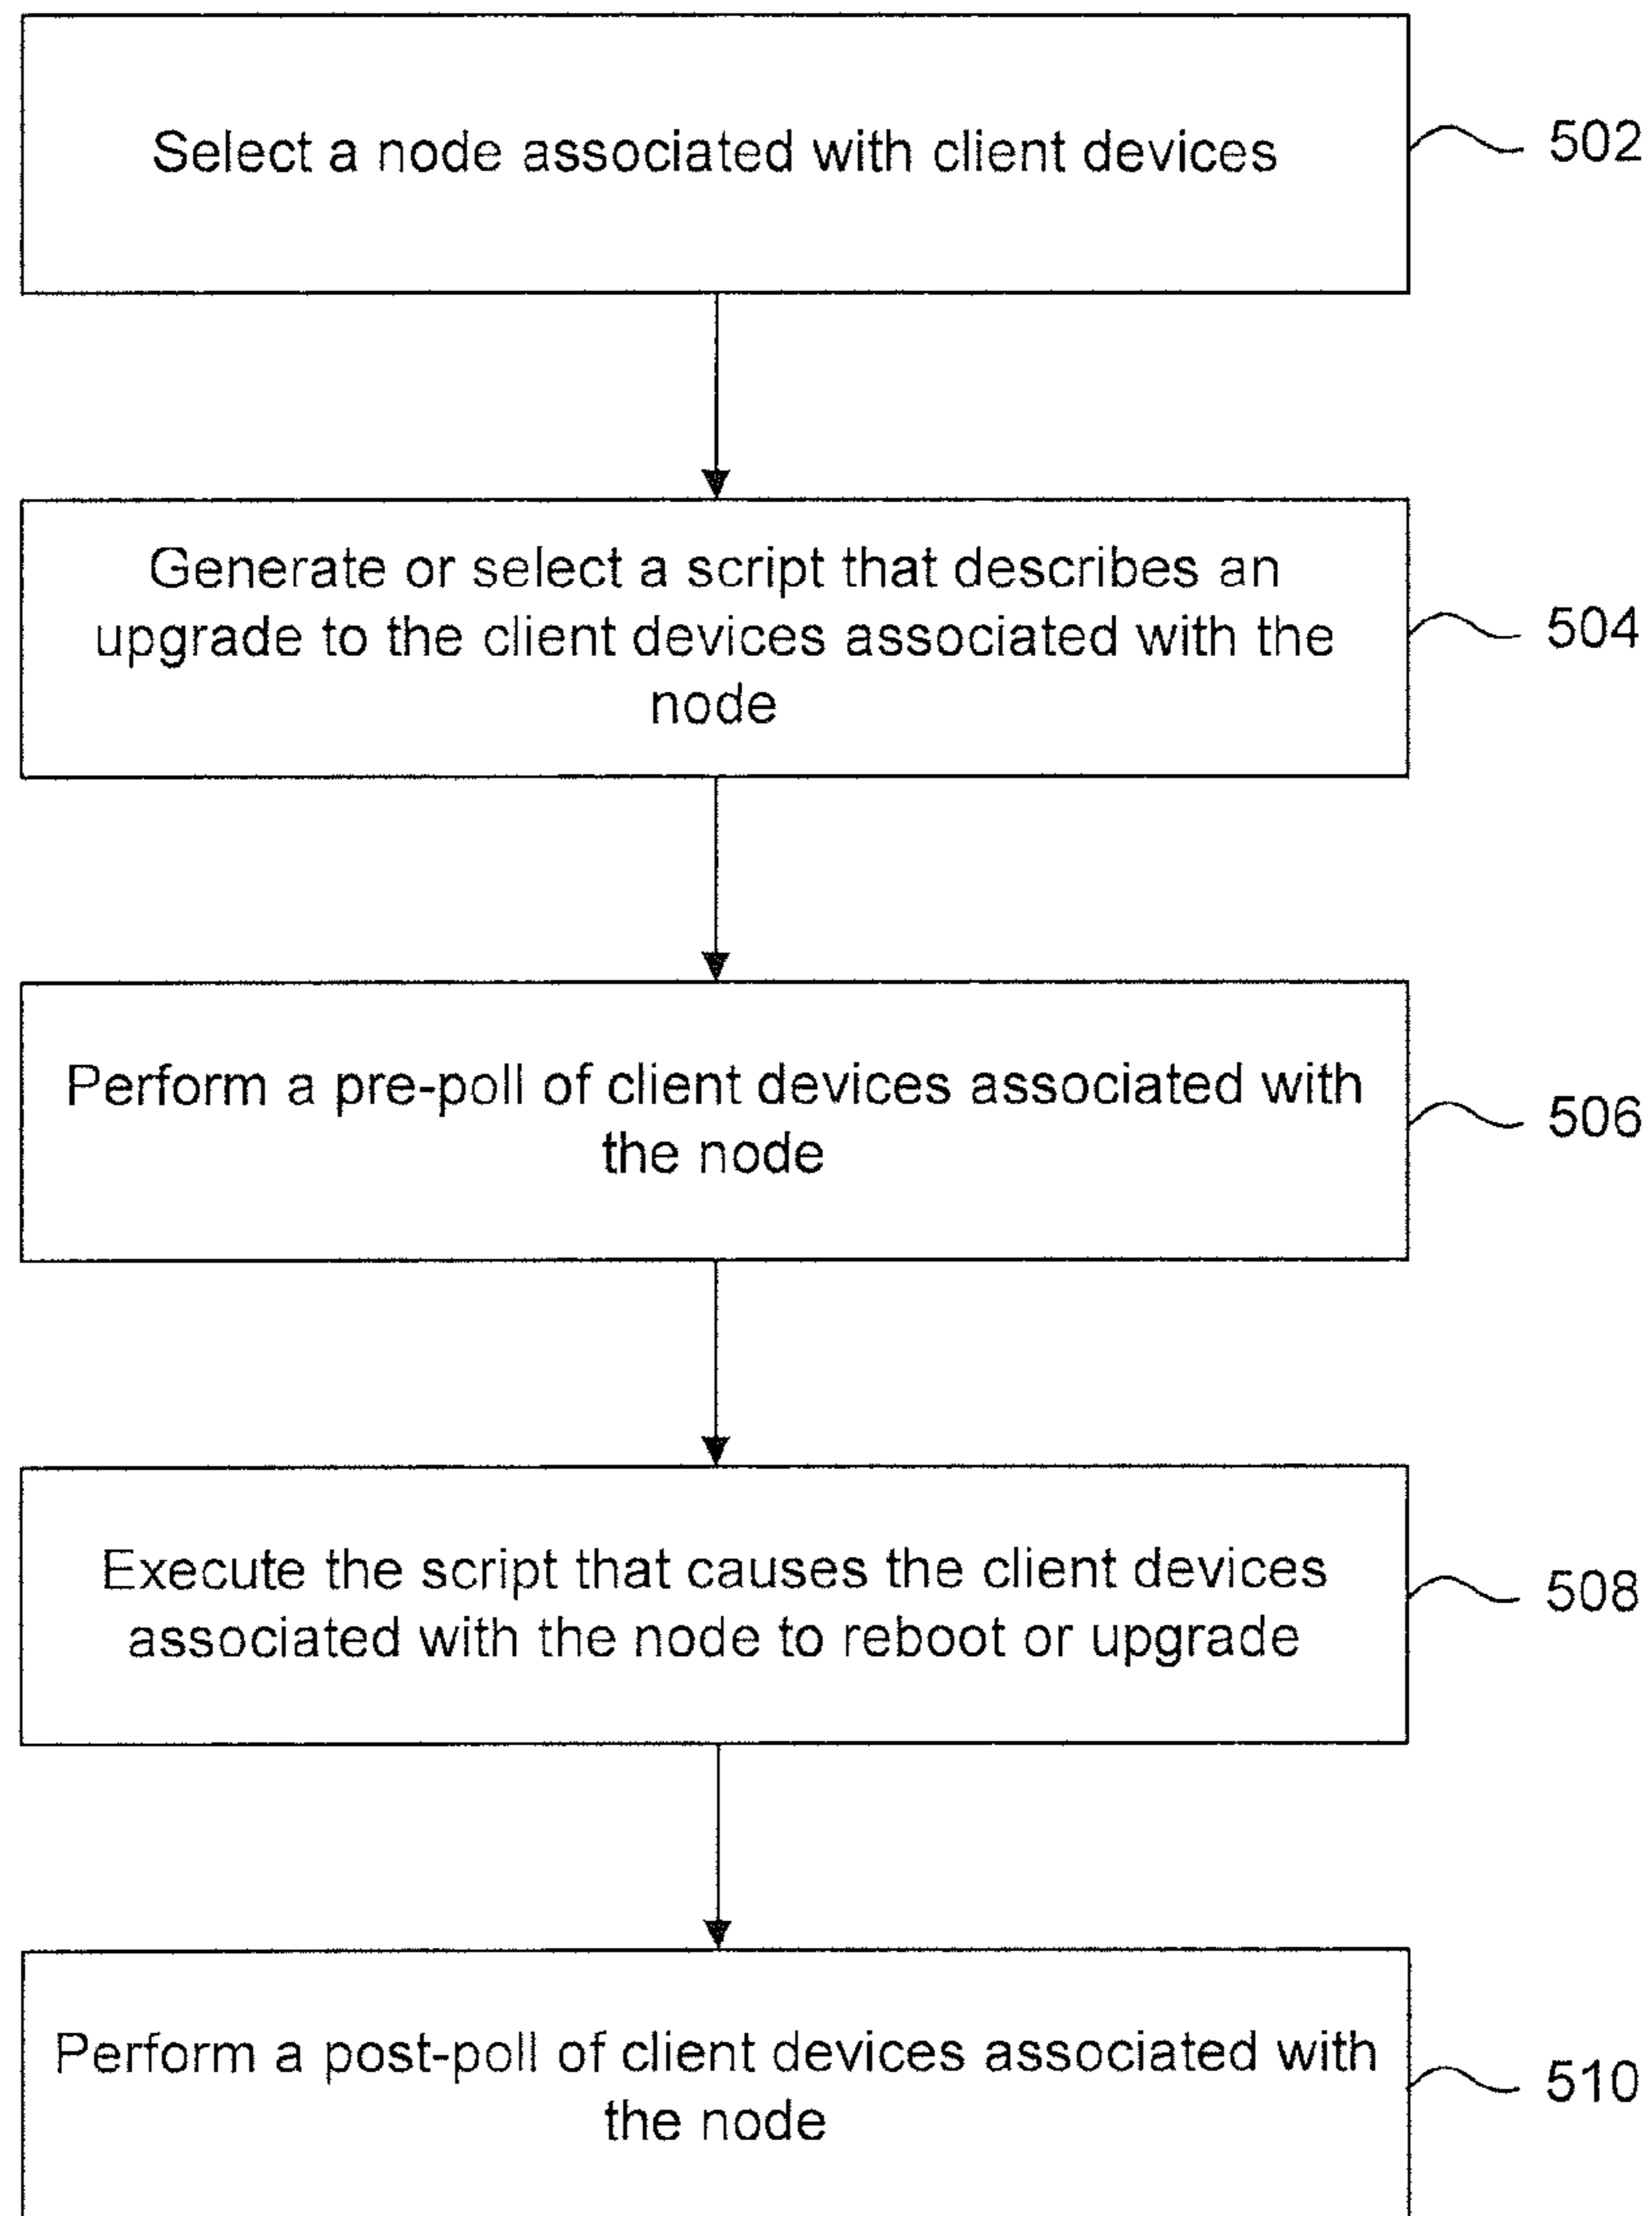 Select a node associated with client devices
502
Generate or select a script that describes an
upgrade to the client devices associated with the
node
504
Perform a pre-poll of client devices associated with
the node
506
Execute the script that causes the client devices
associated with the node to reboot or upgrade
508
Perform a post-poll of client devices associated with
the node
510